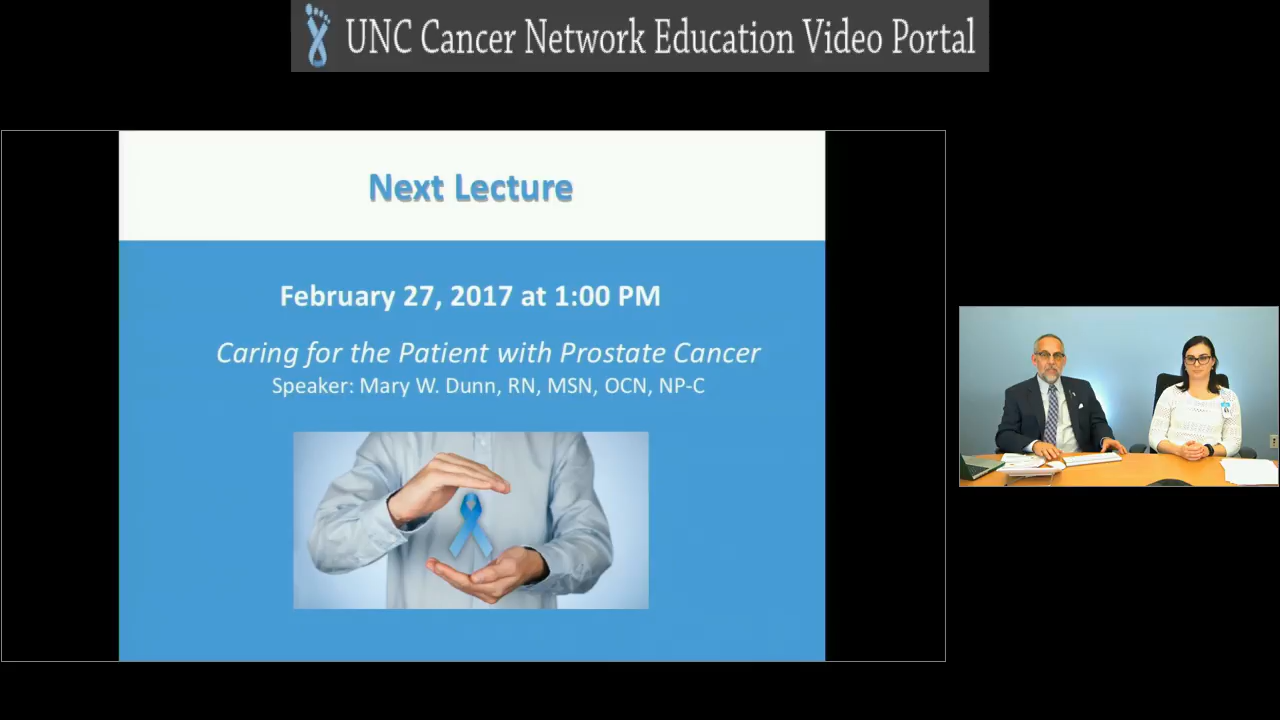 UNC Cancer Network Education Video Portal
Next Lecture
February 27, 2017 at 1:00 PM
Caring for the Patient with Prostate Cancer
Speaker: Mary W. Dunn, RN, MSN, OCN, NP-C